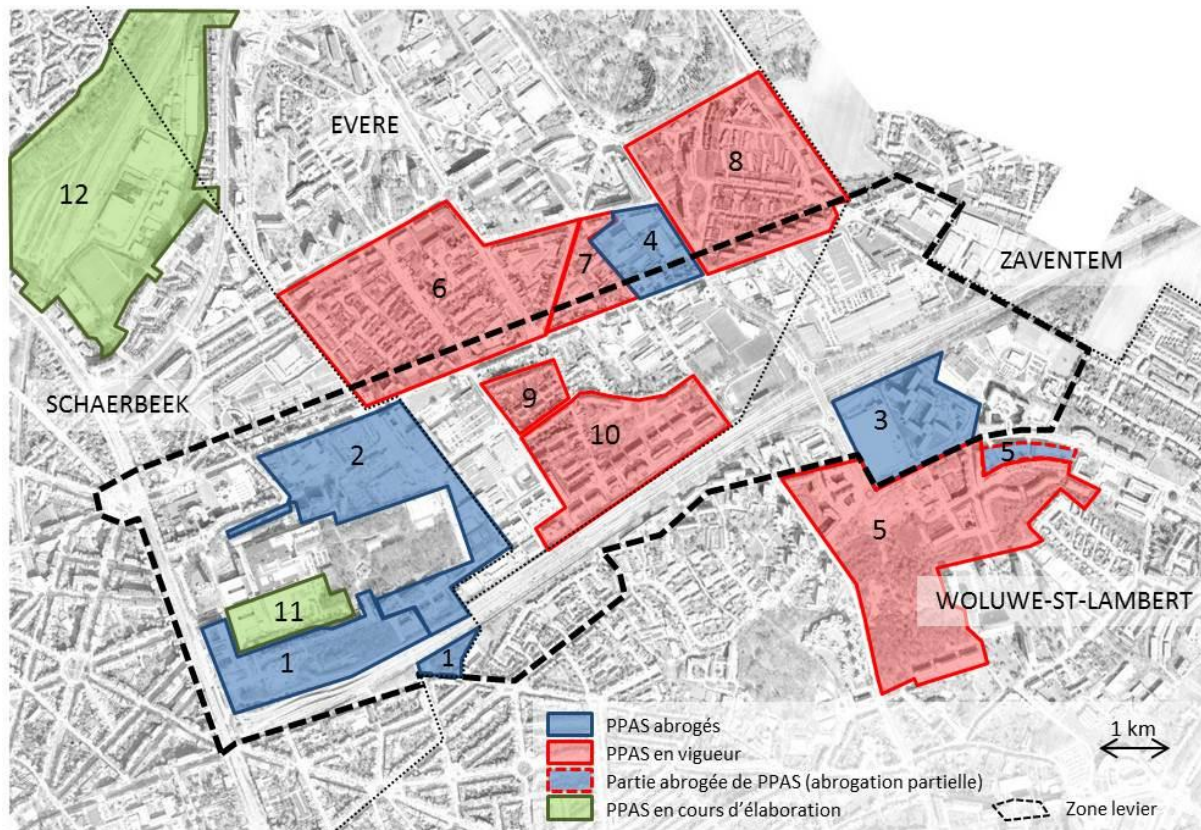 EVERE
8
12
4
ZAVENTEM
7
6
SCHAERBEEK
9
3
10
2
5
5
WOLUWE-ST-LAMBERT
11
1
1
PPAS abrogés
PPAS en vigueur
1 km
Partie abrogée de PPAS (abrogation partielle)
PPAS en cours d'élaboration
Zone levier